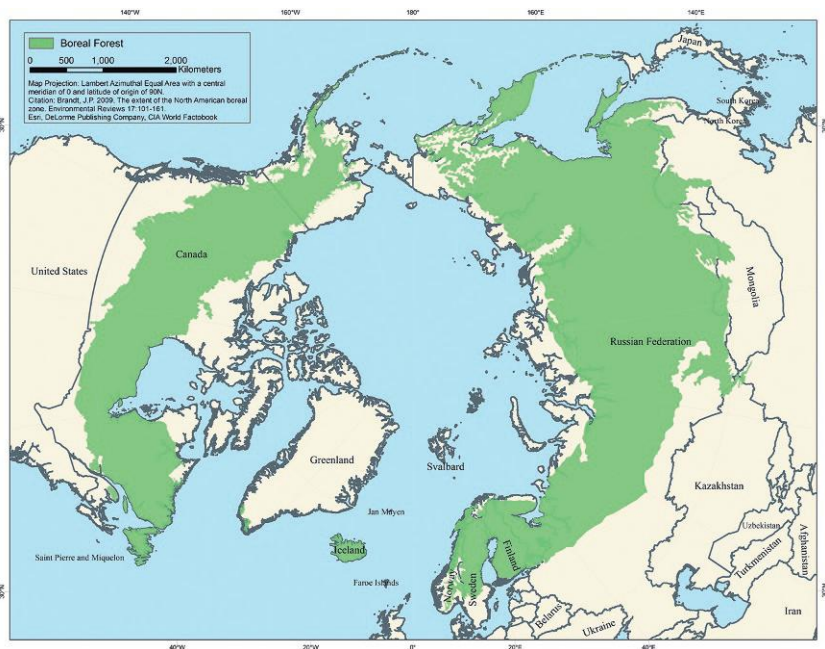 140°W
160°W
180°
160°E
140°E
Boreal Forest
0 500 1,000 2,000
Kilometers
Map Projection: Lambert Azimuthal Equal Area with a central
meridian of 0 and latitude of origin of 90N.
Citation: Brandt, J.P. 2009. The extent of the North American boreal
zone. Environmental Reviews 17:101-161.
Esri, DeLorme Publishing Company, CIA World Factbook
Japan
South Korea
North Korea
30°N
Canada
United States
Mongolia
Russian Federation
Greenland
Svalbard
Kazakhstan
Jan Mayen
Uzbekistan
Turkmenistan
Afghanistan
Iceland
Finland
Saint Pierre and Miquelon
Faroe Islands
Norway
Sweden
30°N
Belarus
Ukraine
Iran
40°W
20°W
0°
20°E
40°E